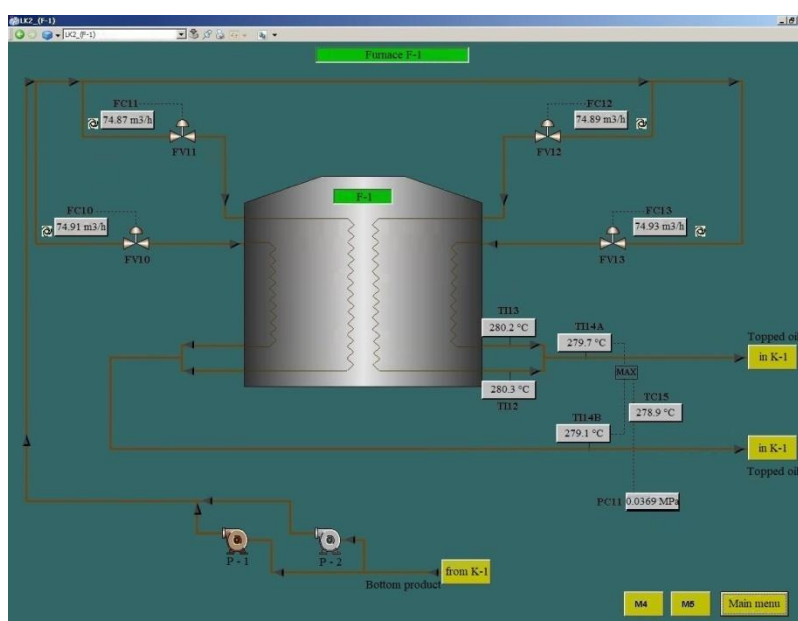 LK2_(F-1)
LK2_(F-1)
Furnace F-1
FC11
74.87 m3/h
FV11
FC12
74.89 m3/h
FV12
F-1
FC10
74.91 m3/h
FV10
FC13
74.93 m3/h
FV13
TI13
280.2 °C
TI14A
279.7 °C
Topped oil
in K-1
MAX
280.3 °C
TI12
TC15
278.9 °C
TI14B
279.1 °C
in K-1
Topped oil
PC11 0.0369 MPa
P - 1
P - 2
from K-1
Bottom product
M4
M5
Main menu